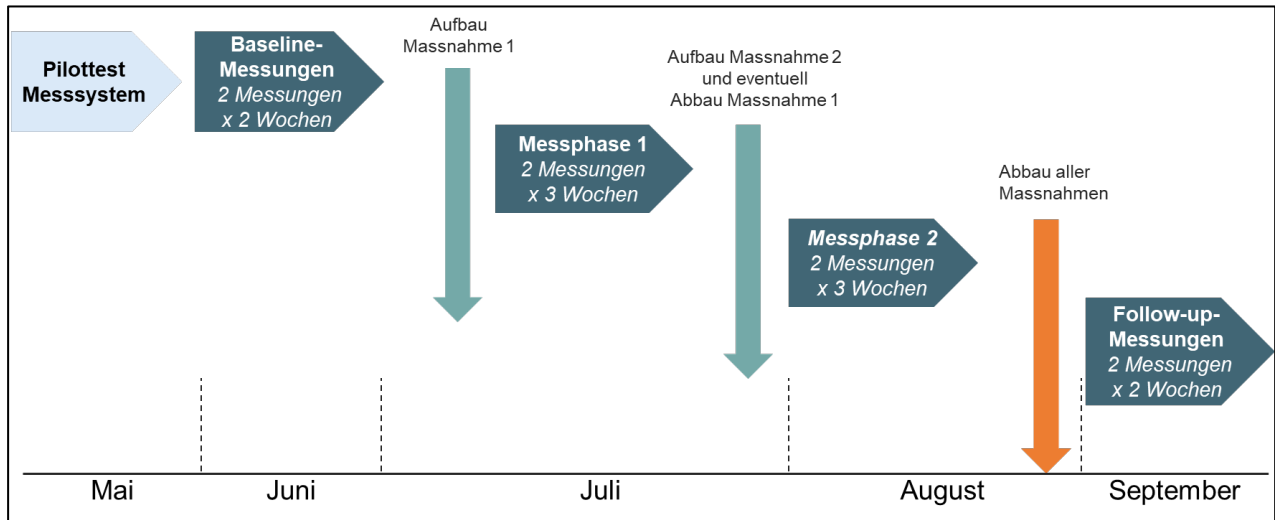 Pilottest
Messsystem
Baseline-
Messungen
2 Messungen
x 2 Wochen
Aufbau
Massnahme 1
Messphase 1
2 Messungen
x 3 Wochen
Aufbau Massnahme 2
und eventuell
Abbau Massnahme 1
Messphase 2
2 Messungen
x 3 Wochen
Abbau aller
Massnahmen
Follow-up-
Messungen
2 Messungen
x 2 Wochen
Mai Juni Juli August September